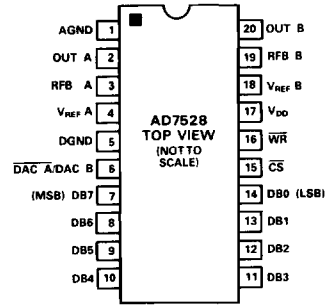 AGND 1
OUT A 2
RFB A 3
VREF A 4
DGND 5
DAC A/DAC B 6
(MSB) DB7 7
DB6 8
DB5 9
DB4 10
AD7528
TOP VIEW
(NOT TO
SCALE)
20 OUT B
19 RFB B
18 VREF B
17 VDD
16 WR
15 CS
14 DB0 (LSB)
13 DB1
12 DB2
11 DB3